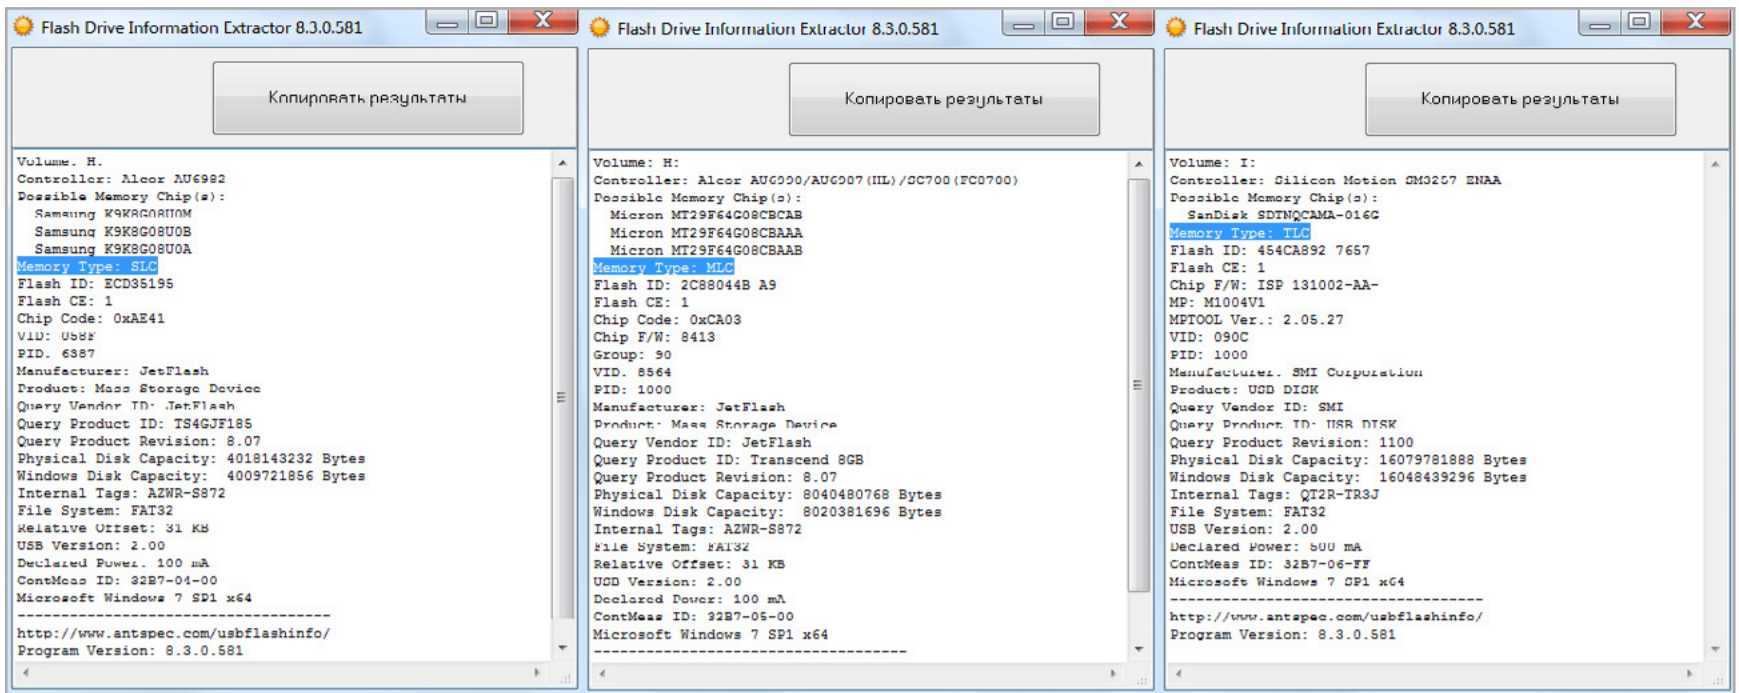 Flash Drive Information Extractor 8.3.0.581
Копировать результаты
Volume: H:
Controller: Alcor AU6982
Possible Memory Chip(s):
Samsung K9K8G08U0M
Samsung K9K8G08U0B
Samsung K9K8G08U0A
Memory Type: SLC
Flash ID: ECD35195
Flash CE: 1
Chip Code: 0xAE41
VID: 058F
PID: 6387
Manufacturer: JetFlash
Product: Mass Storage Device
Query Vendor ID: JetFlash
Query Product ID: TS4GJF185
Query Product Revision: 8.07
Physical Disk Capacity: 4018143232 Bytes
Windows Disk Capacity: 4009721856 Bytes
Internal Tags: AZWR-S872
File System: FAT32
Relative Offset: 31 KB
USB Version: 2.00
Declared Power: 100 mA
ContMeas ID: 32B7-04-00
Microsoft Windows 7 SP1 x64
------------------------------------
http://www.antspec.com/usbflashinfo/
Program Version: 8.3.0.581
Flash Drive Information Extractor 8.3.0.581
Копировать результаты
Volume: H:
Controller: Alcor AU6990/AU6987(HL)/SC700(FC0700)
Possible Memory Chip(s):
Micron MT29F64G08CBCAB
Micron MT29F64G08CBAAA
Micron MT29F64G08CBAAB
Memory Type: MLC
Flash ID: 2C88044B A9
Flash CE: 1
Chip Code: 0xCA03
Chip F/W: 8413
Group: 90
VID: 8564
PID: 1000
Manufacturer: JetFlash
Product: Mass Storage Device
Query Vendor ID: JetFlash
Query Product ID: Transcend 8GB
Query Product Revision: 8.07
Physical Disk Capacity: 8040480768 Bytes
Windows Disk Capacity: 8020381696 Bytes
Internal Tags: AZWR-S872
File System: FAT32
Relative Offset: 31 KB
USB Version: 2.00
Declared Power: 100 mA
ContMeas ID: 32B7-05-00
Microsoft Windows 7 SP1 x64
------------------------------------
Flash Drive Information Extractor 8.3.0.581
Копировать результаты
Volume: I:
Controller: Silicon Motion SM3257 ENAA
Possible Memory Chip(s):
SanDisk SDTNQCAMA-016G
Memory Type: TLC
Flash ID: 454CA892 7657
Flash CE: 1
Chip F/W: ISP 131002-AA-
MP: M1004V1
MPTOOL Ver.: 2.05.27
VID: 090C
PID: 1000
Manufacturer: SMI Corporation
Product: USB DISK
Query Vendor ID: SMI
Query Product ID: USB DISK
Query Product Revision: 1100
Physical Disk Capacity: 16079781888 Bytes
Windows Disk Capacity: 16048439296 Bytes
Internal Tags: QT2R-TR3J
File System: FAT32
USB Version: 2.00
Declared Power: 500 mA
ContMeas ID: 32B7-06-FF
Microsoft Windows 7 SP1 x64
------------------------------------
http://www.antspec.com/usbflashinfo/
Program Version: 8.3.0.581